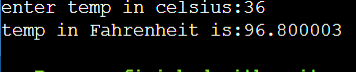 enter temp in celsius:36
temp in Fahrenheit is:96.800003